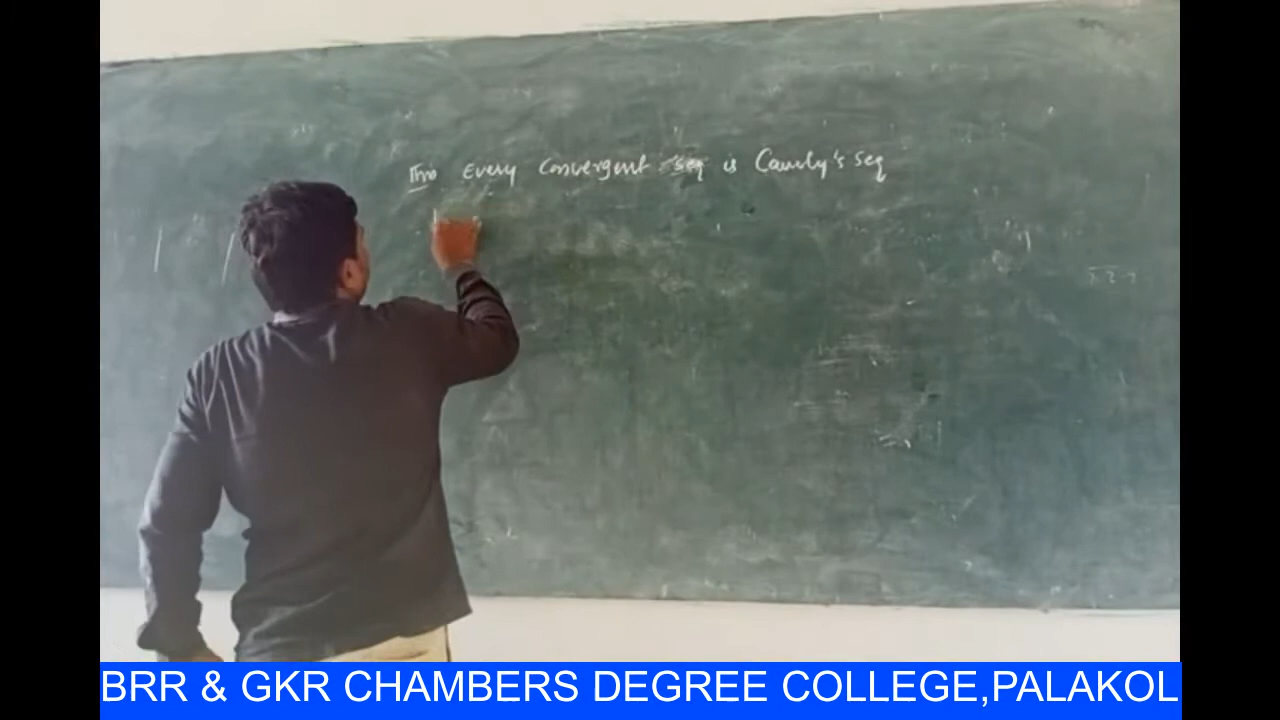 Thm Every Convergent seq is Cauchy's seq
BRR & GKR CHAMBERS DEGREE COLLEGE,PALAKOL